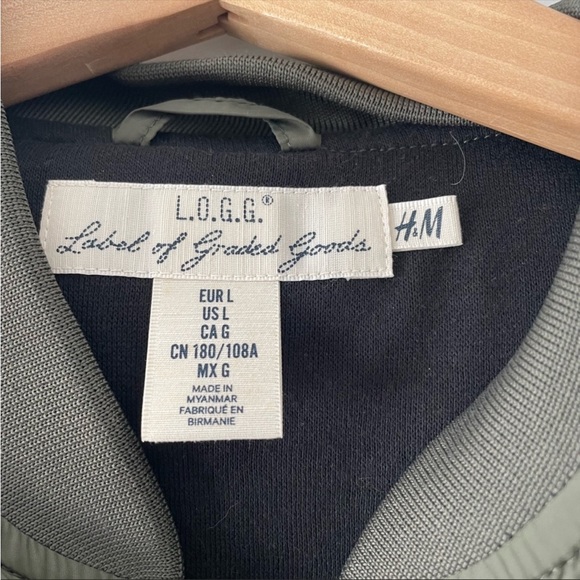 L.O.G.G.®
Label of Graded Goods
H&M
EUR L
US L
CA G
CN 180/108A
MX G
MADE IN
MYANMAR
FABRIQUÉ EN
BIRMANIE